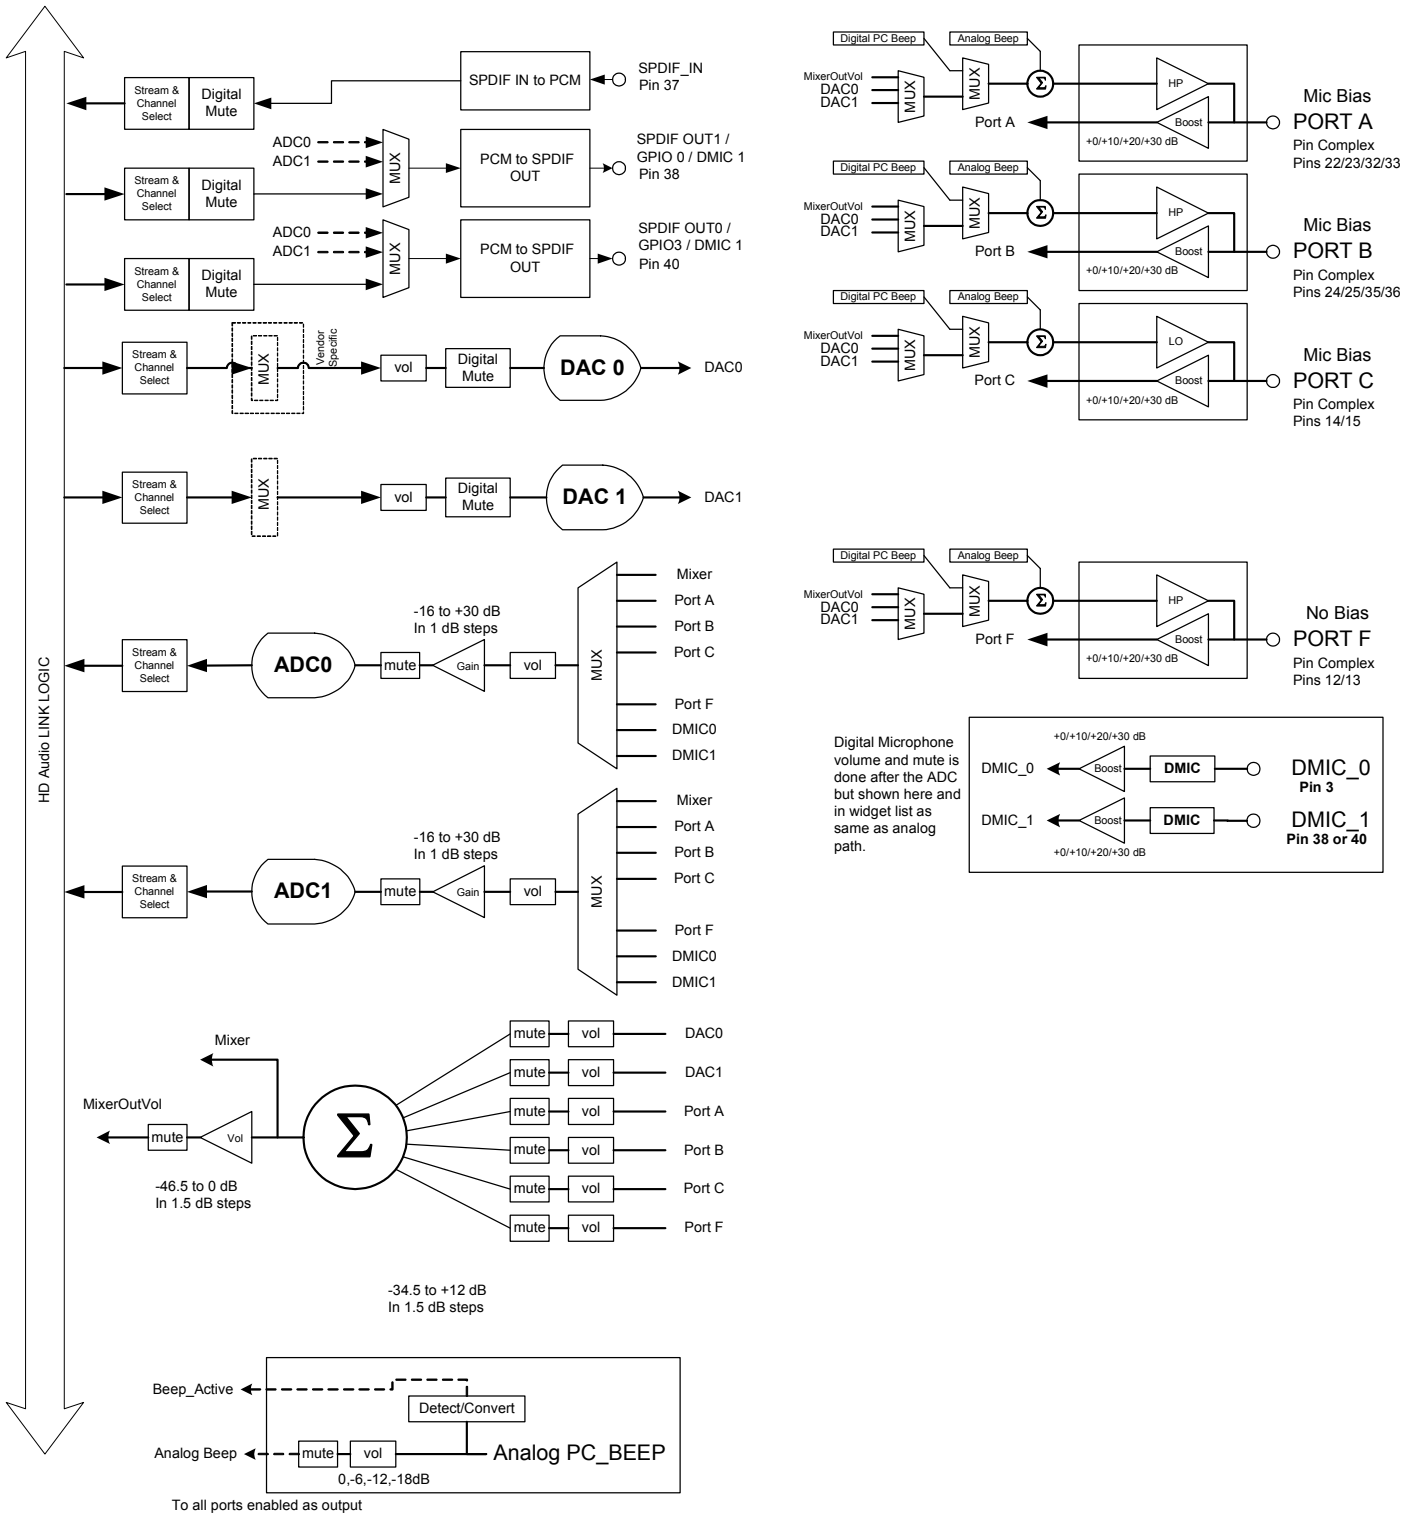 HD Audio LINK LOGIC
Stream &
Channel
Select
Digital
Mute
SPDIF IN to PCM
SPDIF_IN
Pin 37
ADC0
ADC1
MUX
Stream &
Channel
Select
Digital
Mute
PCM to SPDIF
OUT
SPDIF OUT1 /
GPIO 0 / DMIC 1
Pin 38
ADC0
ADC1
MUX
Stream &
Channel
Select
Digital
Mute
PCM to SPDIF
OUT
SPDIF OUT0 /
GPIO3 / DMIC 1
Pin 40
Stream &
Channel
Select
MUX
Vendor
Specific
vol
Digital
Mute
DAC 0
DAC0
Stream &
Channel
Select
MUX
vol
Digital
Mute
DAC 1
DAC1
Stream &
Channel
Select
ADC0
mute
-16 to +30 dB
In 1 dB steps
Gain
vol
MUX
Mixer
Port A
Port B
Port C
Port F
DMIC0
DMIC1
Stream &
Channel
Select
ADC1
mute
-16 to +30 dB
In 1 dB steps
Gain
vol
MUX
Mixer
Port A
Port B
Port C
Port F
DMIC0
DMIC1
Mixer
MixerOutVol
mute
Vol
-46.5 to 0 dB
In 1.5 dB steps
Σ
mute
vol
DAC0
mute
vol
DAC1
mute
vol
Port A
mute
vol
Port B
mute
vol
Port C
mute
vol
Port F
-34.5 to +12 dB
In 1.5 dB steps
Beep_Active
Detect/Convert
Analog Beep
mute
vol
Analog PC_BEEP
0,-6,-12,-18dB
To all ports enabled as output
Digital PC Beep
Analog Beep
MixerOutVol
DAC0
DAC1
MUX
MUX
Σ
HP
Port A
Boost
+0/+10/+20/+30 dB
Mic Bias
PORT A
Pin Complex
Pins 22/23/32/33
Digital PC Beep
Analog Beep
MixerOutVol
DAC0
DAC1
MUX
MUX
Σ
HP
Port B
Boost
+0/+10/+20/+30 dB
Mic Bias
PORT B
Pin Complex
Pins 24/25/35/36
Digital PC Beep
Analog Beep
MixerOutVol
DAC0
DAC1
MUX
MUX
Σ
LO
Port C
Boost
+0/+10/+20/+30 dB
Mic Bias
PORT C
Pin Complex
Pins 14/15
Digital PC Beep
Analog Beep
MixerOutVol
DAC0
DAC1
MUX
MUX
Σ
HP
Port F
Boost
+0/+10/+20/+30 dB
No Bias
PORT F
Pin Complex
Pins 12/13
Digital Microphone
volume and mute is
done after the ADC
but shown here and
in widget list as
same as analog
path.
+0/+10/+20/+30 dB
DMIC_0
Boost
DMIC
DMIC_0
Pin 3
DMIC_1
Boost
DMIC
DMIC_1
Pin 38 or 40
+0/+10/+20/+30 dB